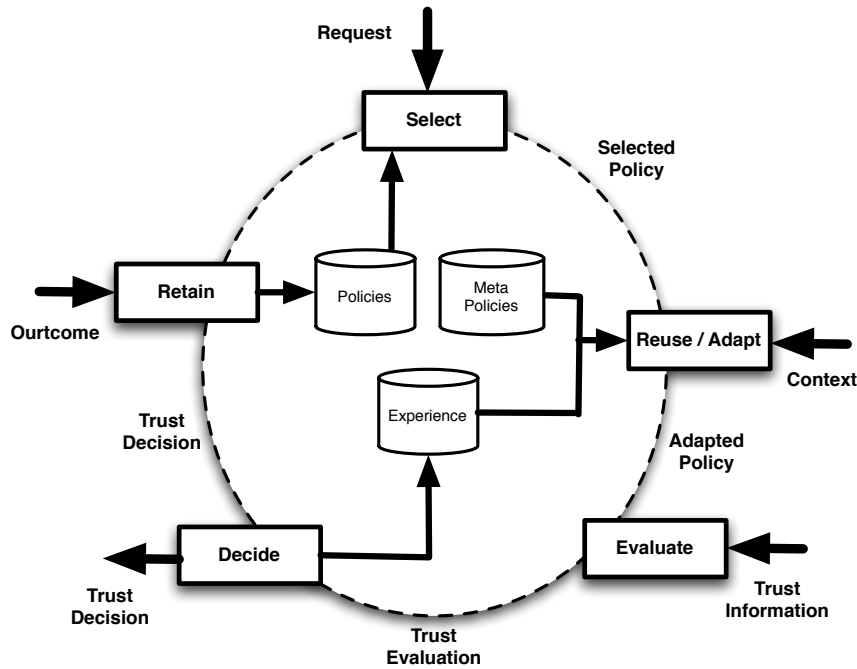 Request
Select
Selected
Policy
Retain
Policies
Meta
Policies
Ourtcome
Reuse / Adapt
Context
Experience
Trust
Decision
Adapted
Policy
Decide
Evaluate
Trust
Decision
Trust
Information
Trust
Evaluation